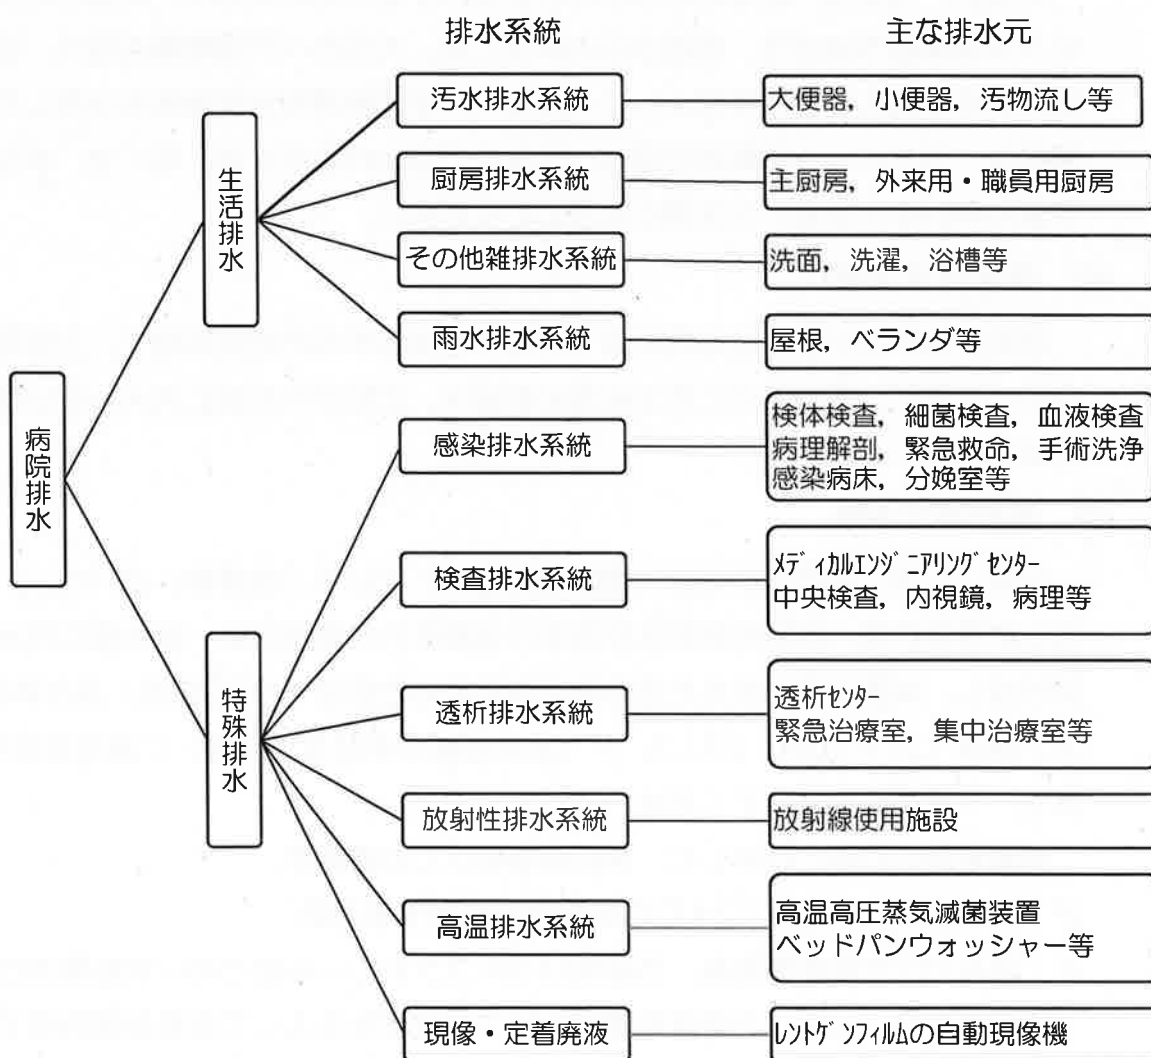 排水系統 主な排水元
病院排水
生活排水
汚水排水系統 大便器，小便器，汚物流し等
厨房排水系統 主厨房，外来用・職員用厨房
その他雑排水系統 洗面，洗濯，浴槽等
雨水排水系統 屋根，ベランダ等
特殊排水
感染排水系統
検体検査，細菌検査，血液検査
病理解剖，緊急救命，手術洗浄
感染病床，分娩室等
検査排水系統
ﾒﾃﾞｨｶﾙｴﾝｼﾞﾆｱﾘﾝｸﾞｾﾝﾀｰ
中央検査，内視鏡，病理等
透析排水系統
透析ｾﾝﾀｰ
緊急治療室，集中治療室等
放射性排水系統 放射線使用施設
高温排水系統
高温高圧蒸気滅菌装置
ベッドパンウォッシャー等
現像・定着廃液 ﾚﾝﾄｹﾞﾝﾌｨﾙﾑの自動現像機